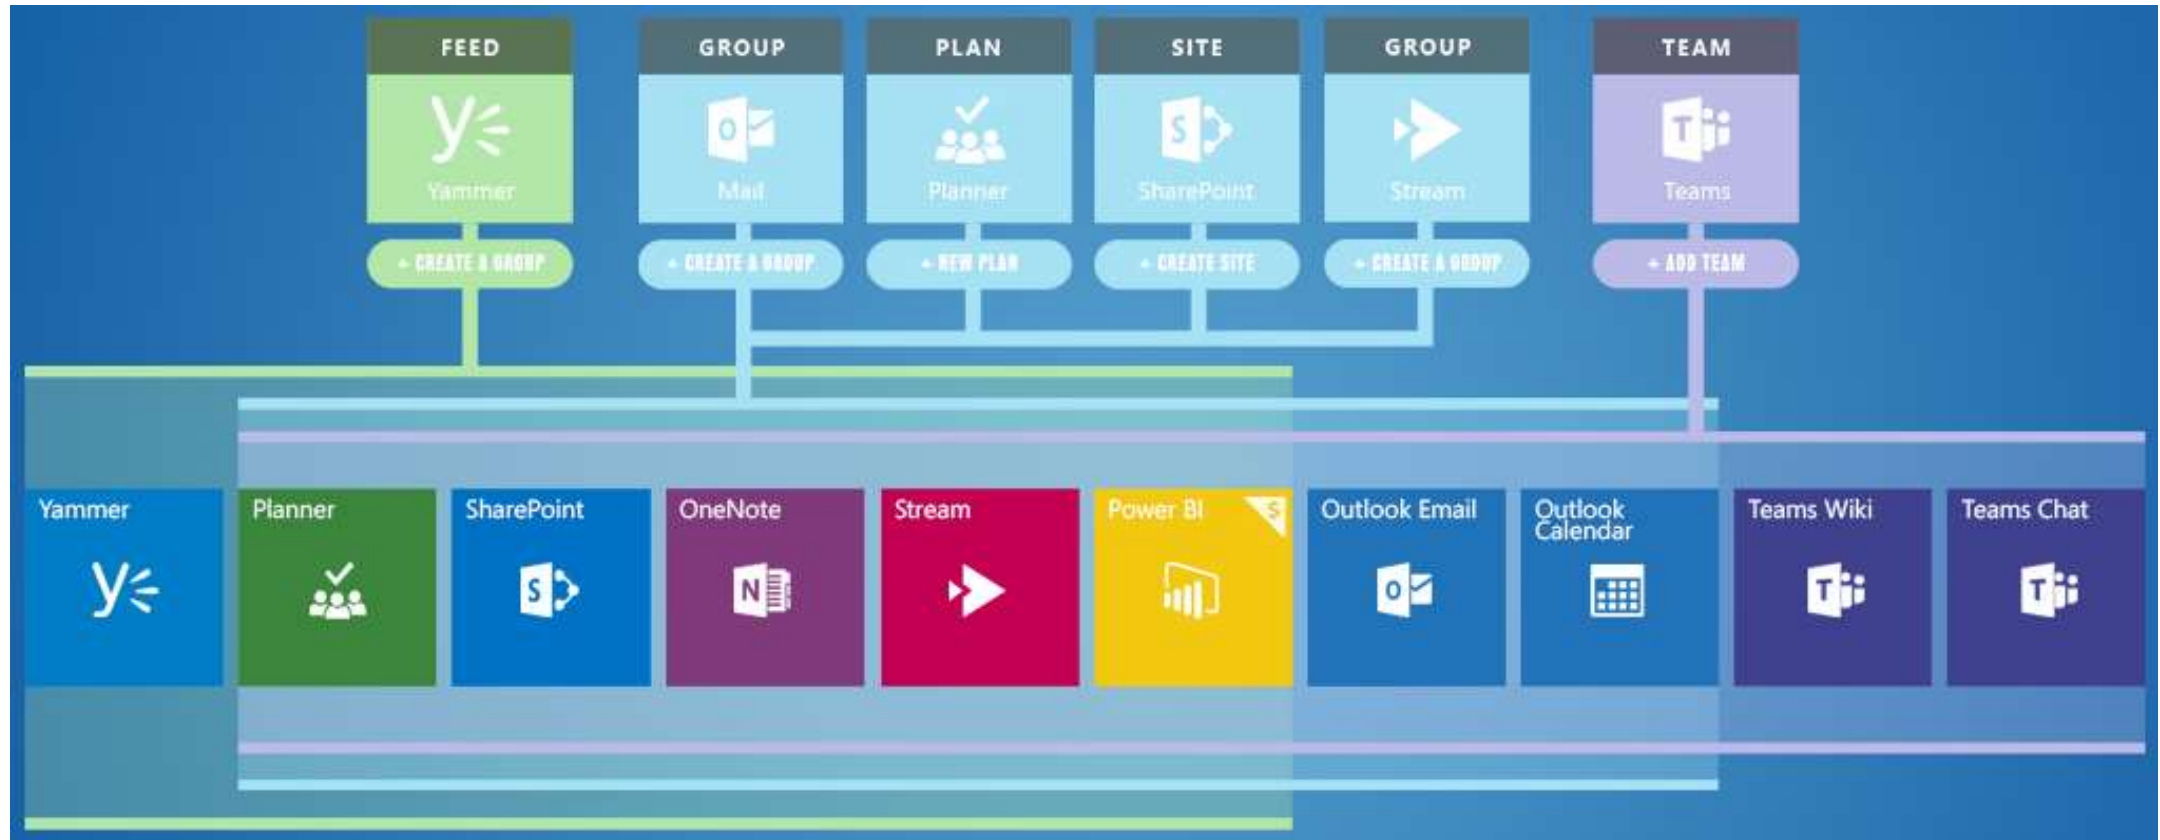 FEED
GROUP
PLAN
SITE
GROUP
TEAM
Yammer
Mail
Planner
SharePoint
Stream
Teams
+ CREATE A GROUP
+ CREATE A GROUP
+ NEW PLAN
+ CREATE SITE
+ CREATE A GROUP
+ ADD TEAM
Yammer
Planner
SharePoint
OneNote
Stream
Power BI
$
Outlook Email
Outlook
Calendar
Teams Wiki
Teams Chat